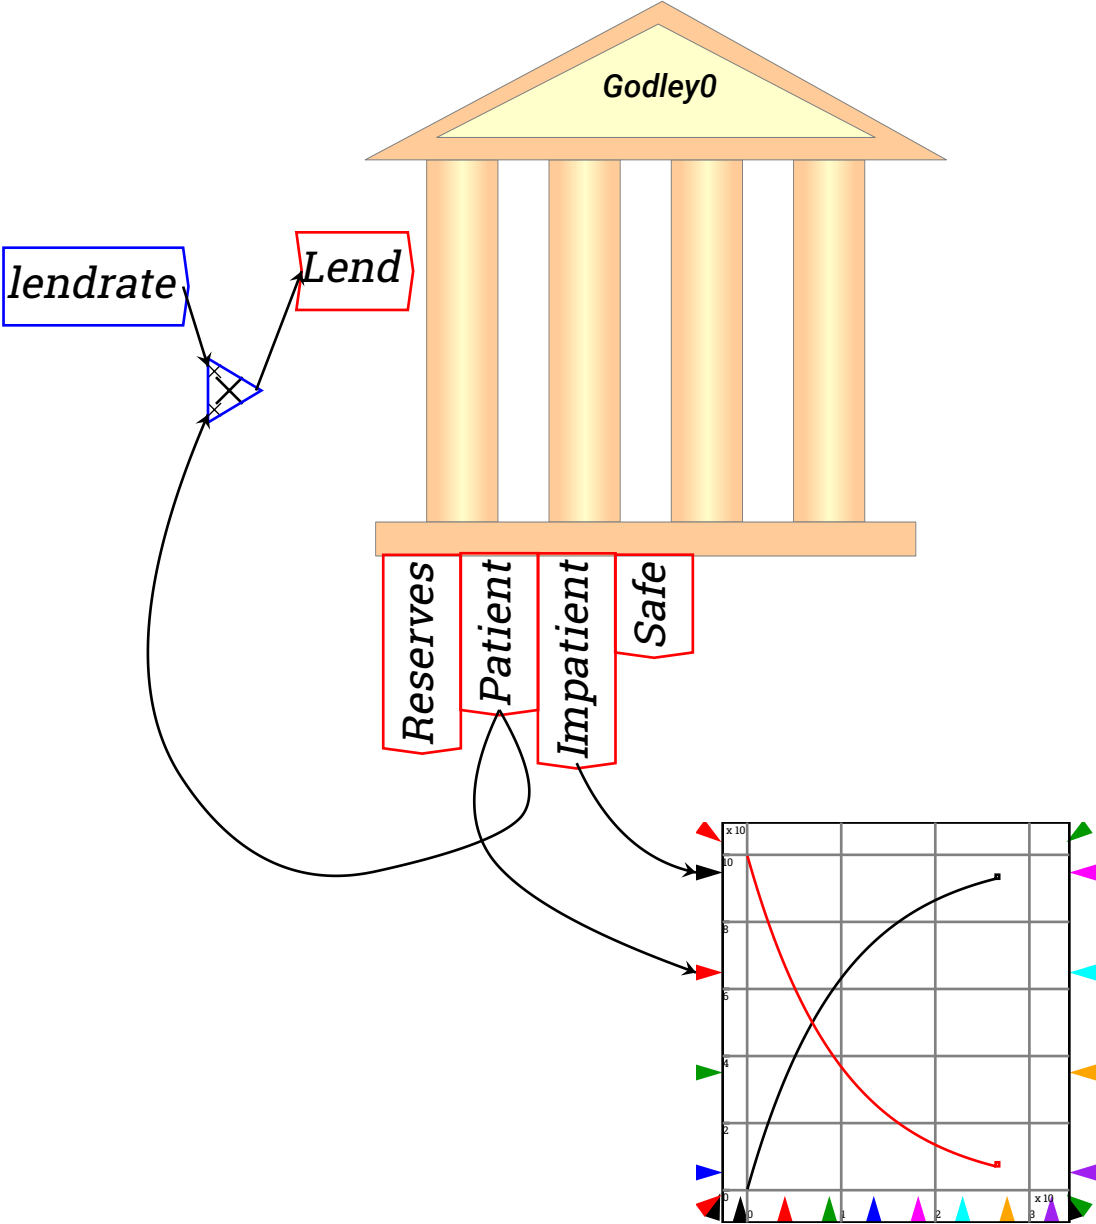 Godley0
lendrate
Lend
Reserves
Patient
Impatient
Safe
x 10
10
8
6
4
2
0
0
1
2
3
x 10